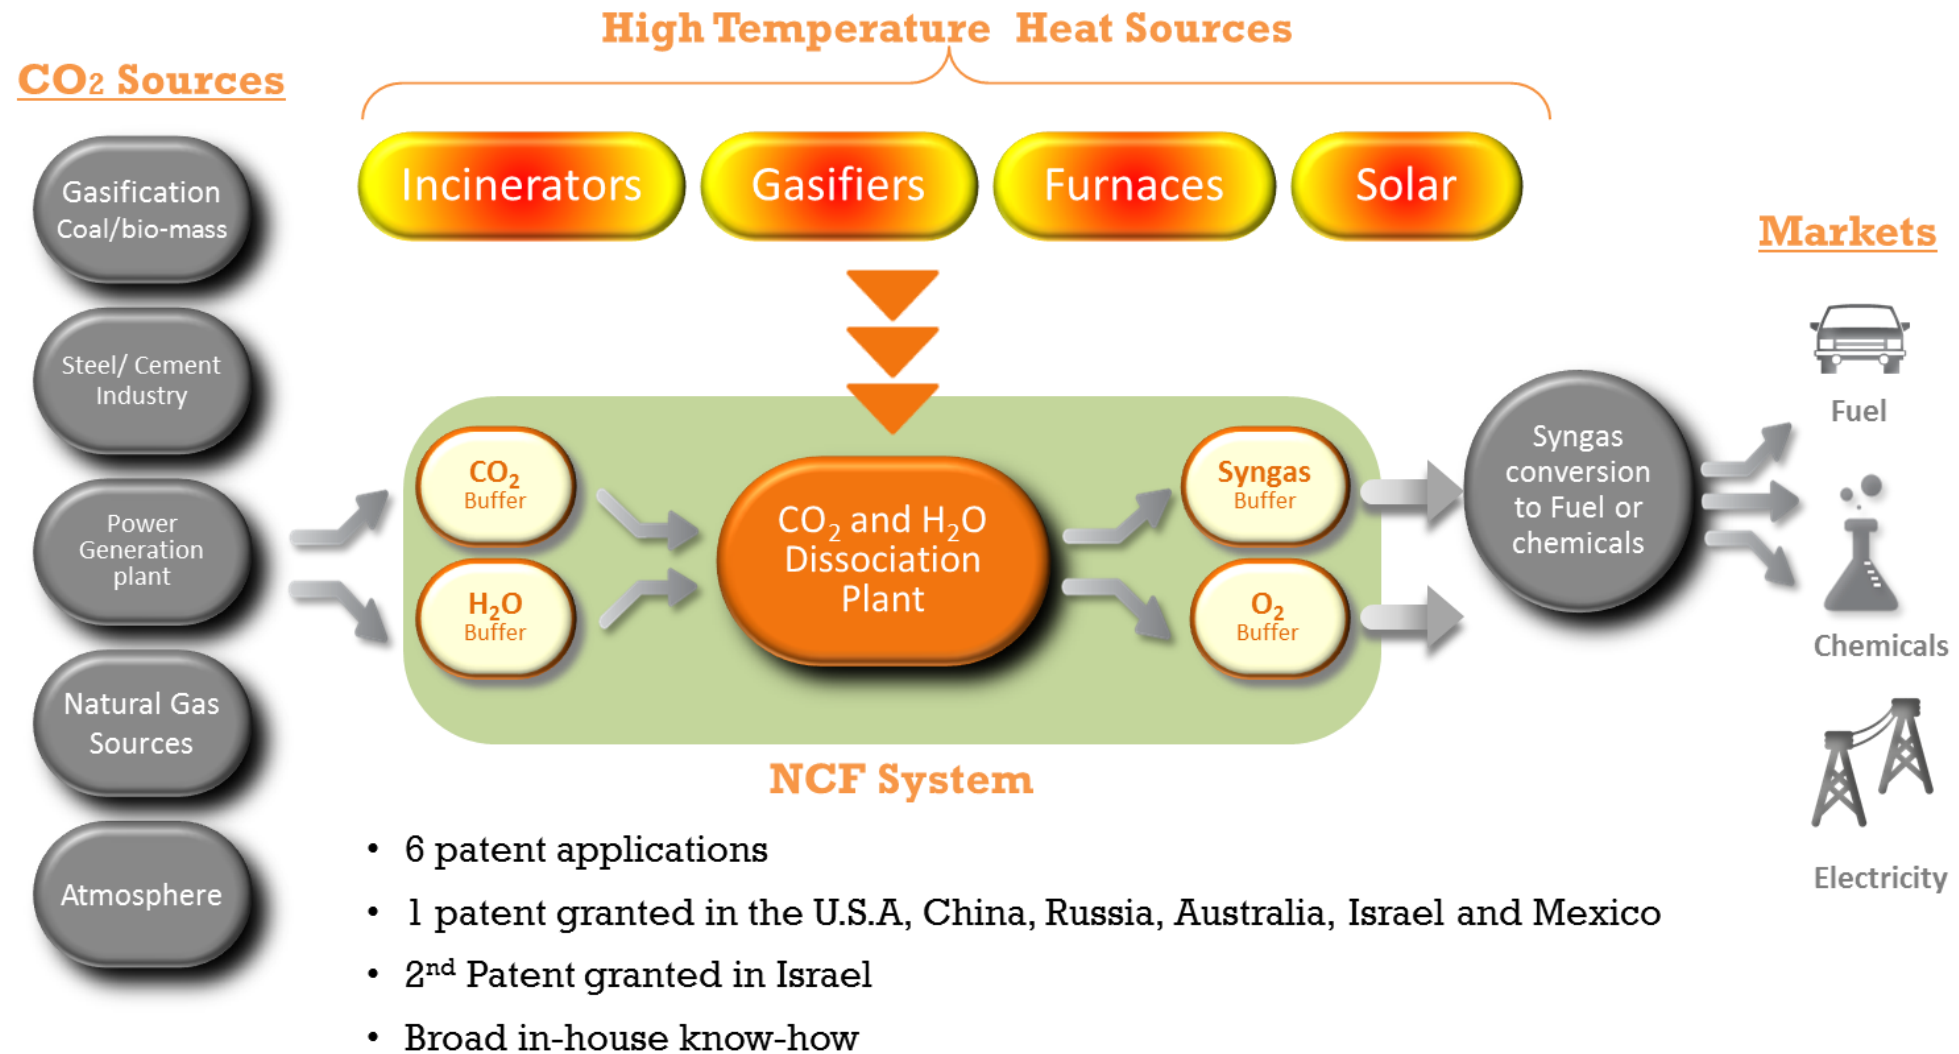 High Temperature Heat Sources
CO₂ Sources
Incinerators
Gasifiers
Furnaces
Solar
Gasification
Coal/bio-mass
Steel/ Cement
Industry
Power
Generation
plant
Natural Gas
Sources
Atmosphere
CO₂
Buffer
H₂O
Buffer
CO₂ and H₂O
Dissociation
Plant
Syngas
Buffer
O₂
Buffer
NCF System
Syngas
conversion
to Fuel or
chemicals
Markets
Fuel
Chemicals
Electricity
• 6 patent applications
• 1 patent granted in the U.S.A, China, Russia, Australia, Israel and Mexico
• 2nd Patent granted in Israel
• Broad in-house know-how